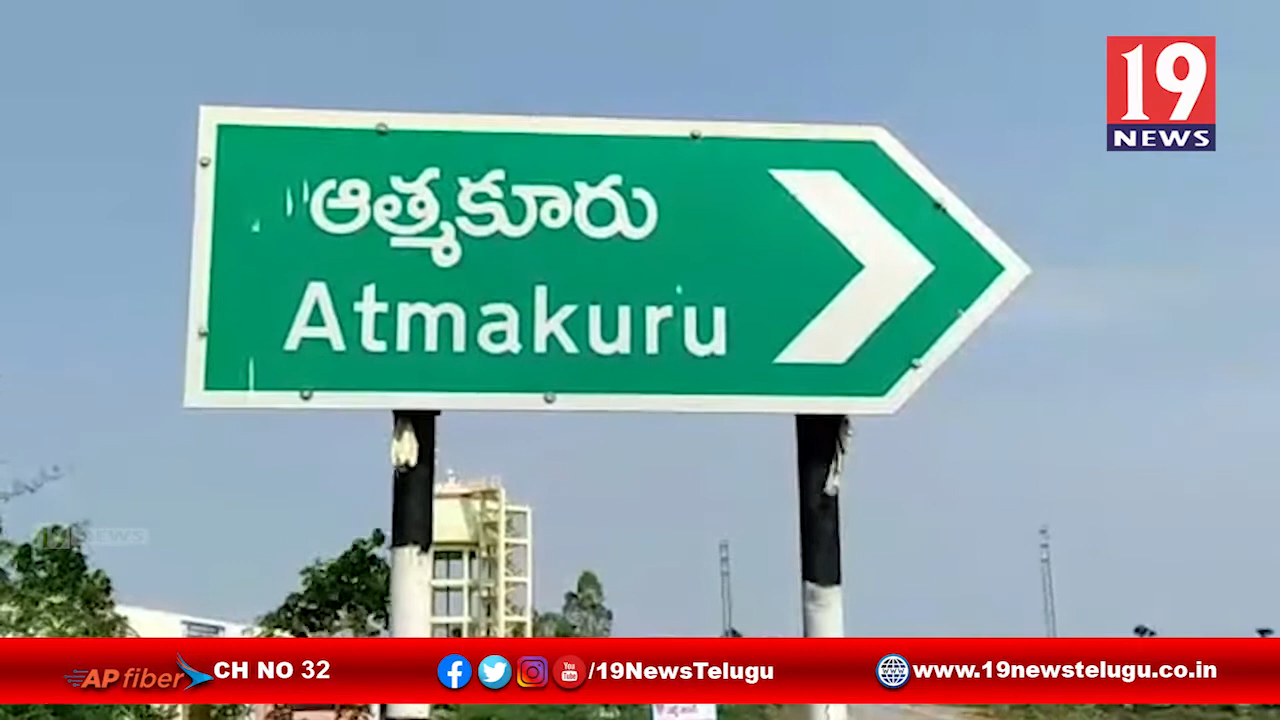 19
NEWS
ఆత్మకూరు
Atmakuru
AP fiber CH NO 32 /19NewsTelugu www.19newstelugu.co.in